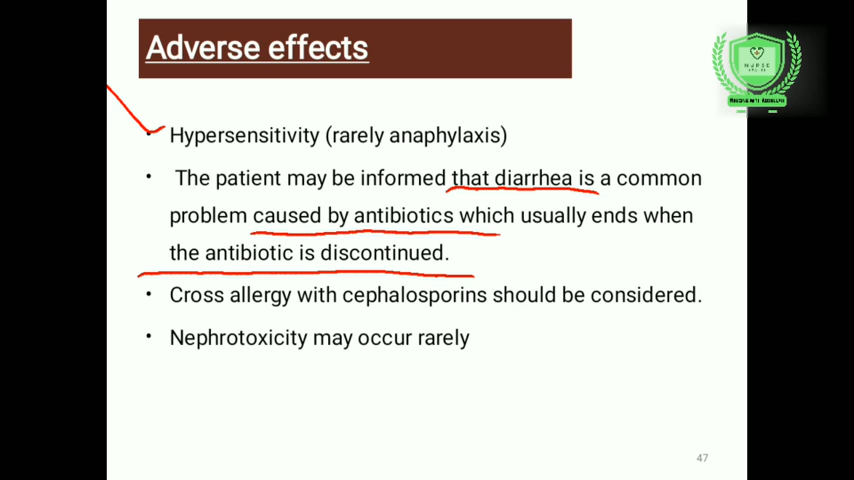 Adverse effects
• Hypersensitivity (rarely anaphylaxis)
• The patient may be informed that diarrhea is a common
problem caused by antibiotics which usually ends when
the antibiotic is discontinued.
• Cross allergy with cephalosporins should be considered.
• Nephrotoxicity may occur rarely
47
NURSE